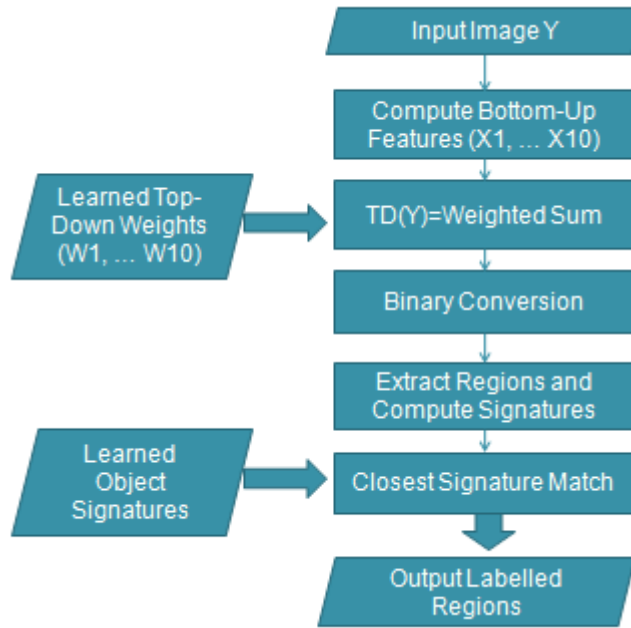 Input Image Y
Compute Bottom-Up
Features (X1, ... X10)
Learned Top-
Down Weights
(W1, ... W10)
TD(Y)=Weighted Sum
Binary Conversion
Extract Regions and
Compute Signatures
Learned
Object
Signatures
Closest Signature Match
Output Labelled
Regions